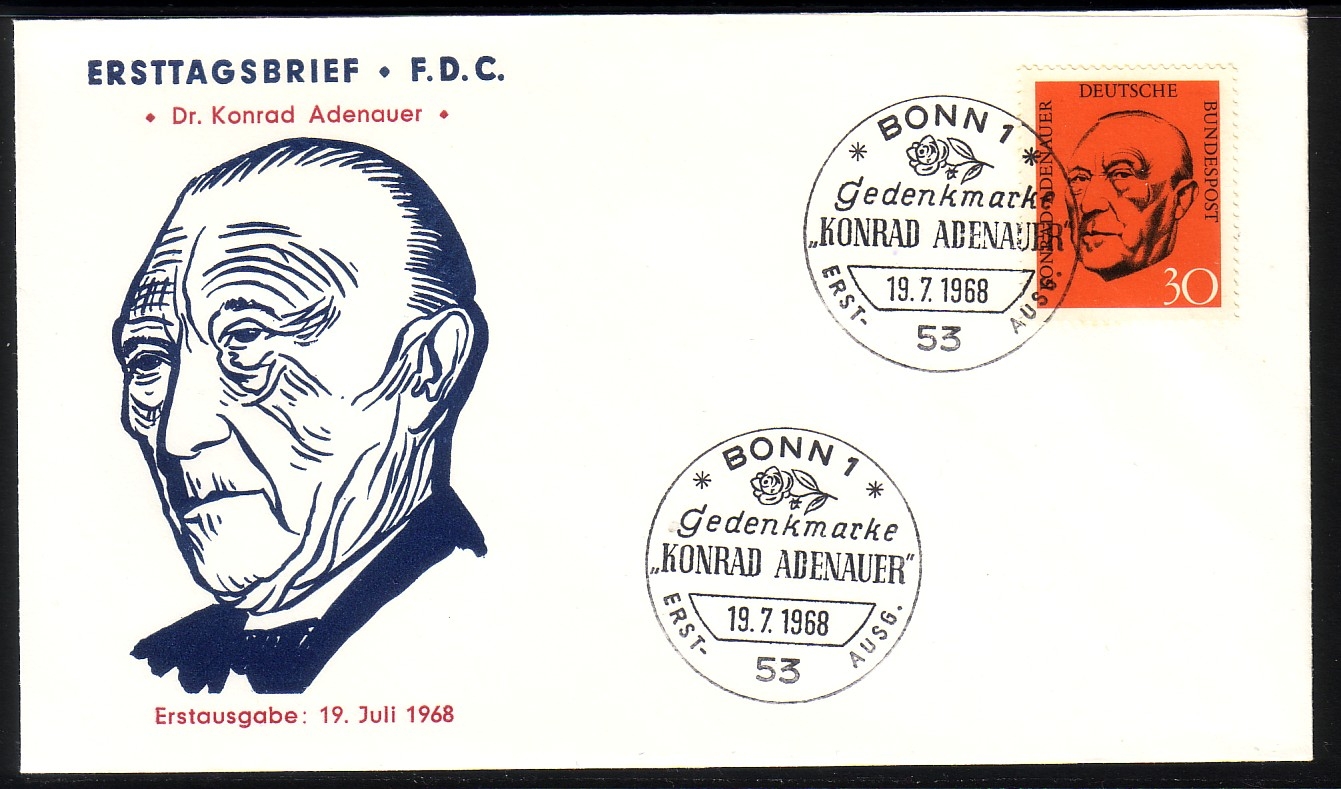 ERSTTAGSBRIEF • F.D.C.
• Dr. Konrad Adenauer •
Erstausgabe: 19. Juli 1968
BONN 1
Gedenkmarke
„KONRAD ADENAUER"
19.7.1968
ERST- AUSG.
53
DEUTSCHE
BUNDESPOST
KONRAD ADENAUER
30
BONN 1
Gedenkmarke
„KONRAD ADENAUER"
19.7.1968
ERST- AUSG.
53